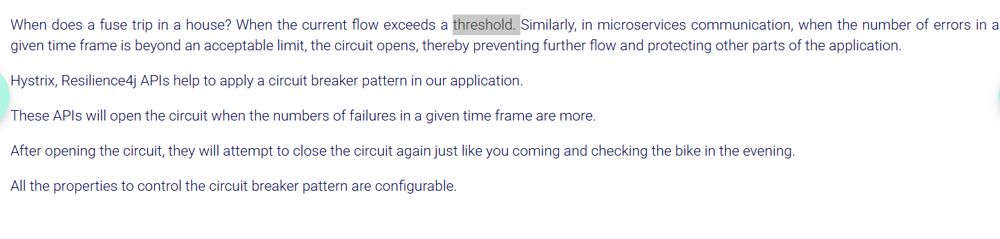 When does a fuse trip in a house? When the current flow exceeds a threshold. Similarly, in microservices communication, when the number of errors in a
given time frame is beyond an acceptable limit, the circuit opens, thereby preventing further flow and protecting other parts of the application.
Hystrix, Resilience4j APIs help to apply a circuit breaker pattern in our application.
These APIs will open the circuit when the numbers of failures in a given time frame are more.
After opening the circuit, they will attempt to close the circuit again just like you coming and checking the bike in the evening.
All the properties to control the circuit breaker pattern are configurable.